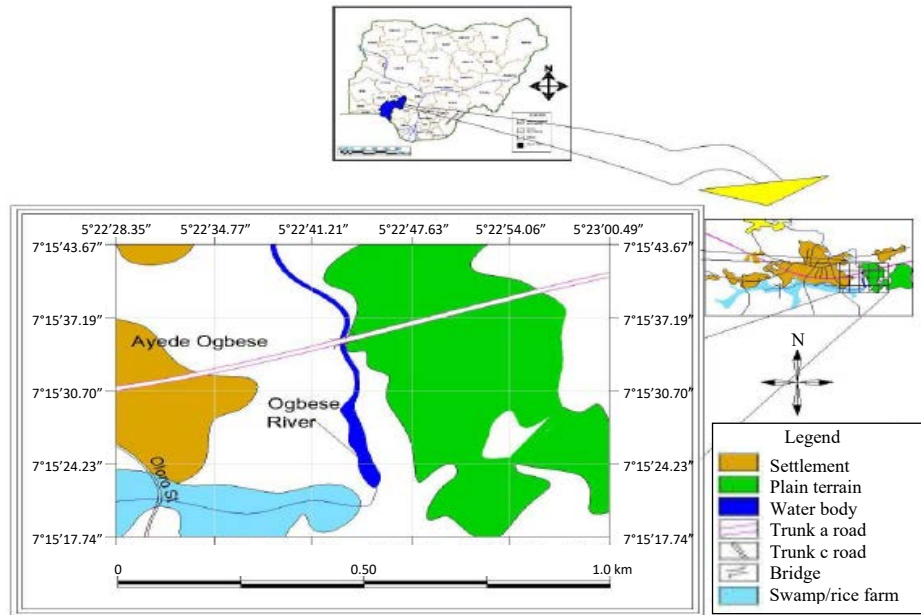 N
5°22'28.35″ 5°22'34.77″ 5°22'41.21″ 5°22'47.63″ 5°22'54.06″ 5°23'00.49″
7°15'43.67″ 7°15'43.67″
7°15'37.19″ 7°15'37.19″
Ayede Ogbese
7°15'30.70″ 7°15'30.70″
Ogbese
River
7°15'24.23″ 7°15'24.23″
Oloro St
7°15'17.74″ 7°15'17.74″
0 0.50 1.0 km
N
Legend
Settlement
Plain terrain
Water body
Trunk a road
Trunk c road
Bridge
Swamp/rice farm